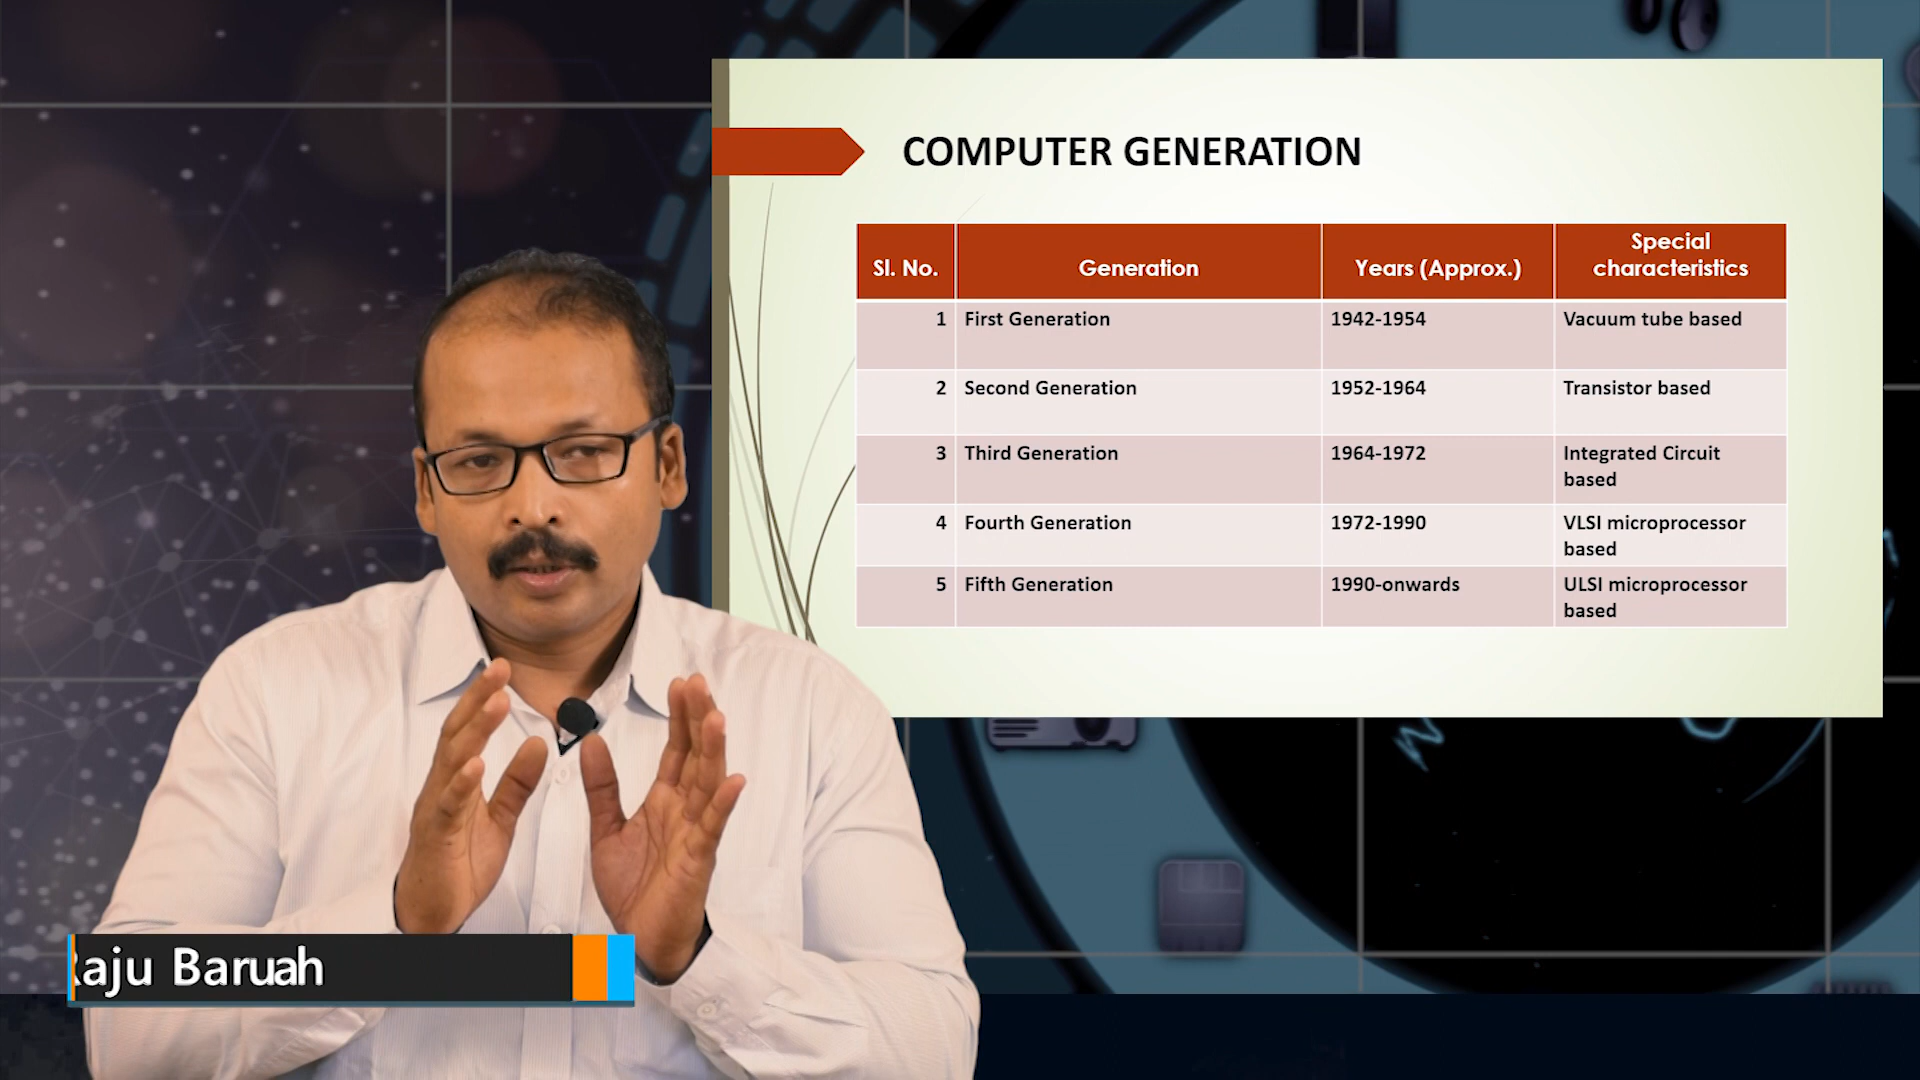 COMPUTER GENERATION
Sl. No. Generation Years (Approx.) Special characteristics
1 First Generation 1942-1954 Vacuum tube based
2 Second Generation 1952-1964 Transistor based
3 Third Generation 1964-1972 Integrated Circuit based
4 Fourth Generation 1972-1990 VLSI microprocessor based
5 Fifth Generation 1990-onwards ULSI microprocessor based
Raju Baruah